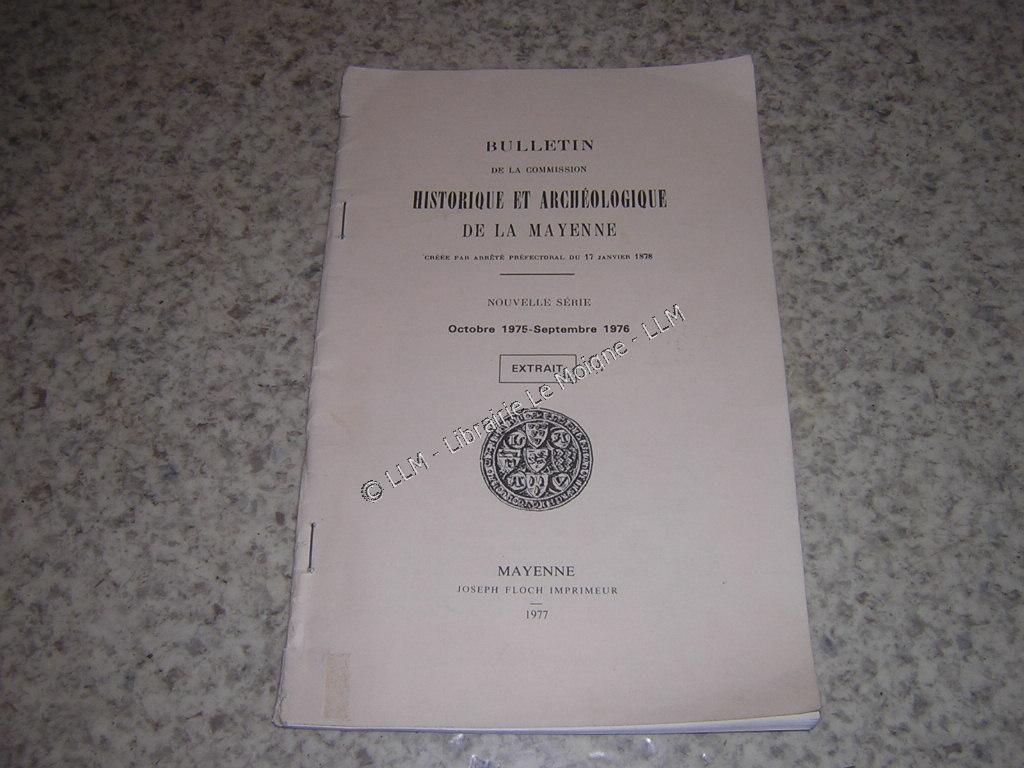 BULLETIN
DE LA COMMISSION
HISTORIQUE ET ARCHÉOLOGIQUE
DE LA MAYENNE
CRÉÉE PAR ARRÊTÉ PRÉFECTORAL DU 17 JANVIER 1878
NOUVELLE SÉRIE
Octobre 1975-Septembre 1976
EXTRAIT
© LLM - Librairie Le Moigne - LLM
MAYENNE
JOSEPH FLOCH IMPRIMEUR
1977